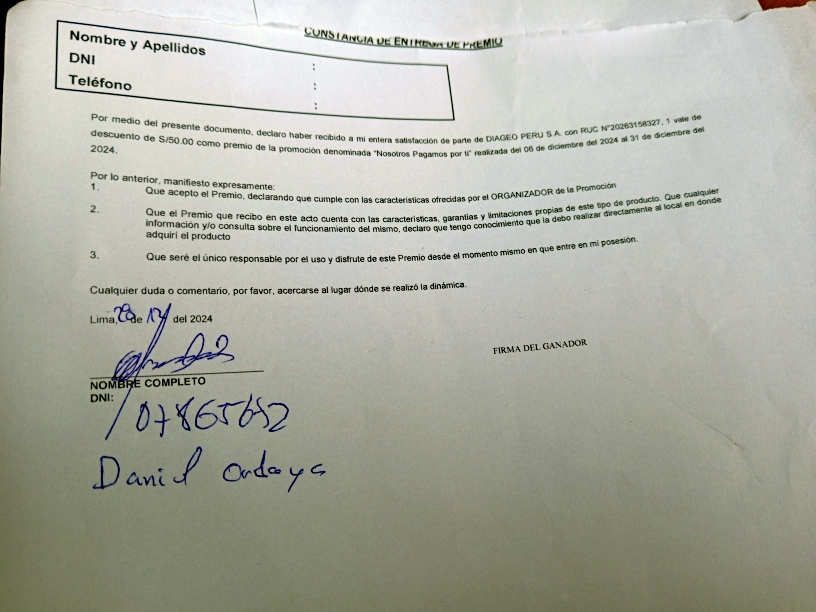 CONSTANCIA DE ENTREGA DE PREMIO
Nombre y Apellidos :
DNI :
Teléfono :
Por medio del presente documento, declaro haber recibido a mi entera satisfacción de parte de DIAGEO PERU S.A. con RUC N°20263158327, 1 vale de
descuento de S/50.00 como premio de la promoción denominada "Nosotros Pagamos por ti" realizada del 06 de diciembre del 2024 al 31 de diciembre del
2024.
Por lo anterior, manifiesto expresamente:
1. Que acepto el Premio, declarando que cumple con las características ofrecidas por el ORGANIZADOR de la Promoción
2. Que el Premio que recibo en este acto cuenta con las características, garantías y limitaciones propias de este tipo de producto. Que cualquier
información y/o consulta sobre el funcionamiento del mismo, declaro que tengo conocimiento que la debo realizar directamente al local en donde
adquirí el producto
3. Que seré el único responsable por el uso y disfrute de este Premio desde el momento mismo en que entre en mi posesión.
Cualquier duda o comentario, por favor, acercarse al lugar dónde se realizó la dinámica.
Lima, de 12 del 2024
FIRMA DEL GANADOR
NOMBRE COMPLETO
DNI:
07865652
Daniel Ordaya